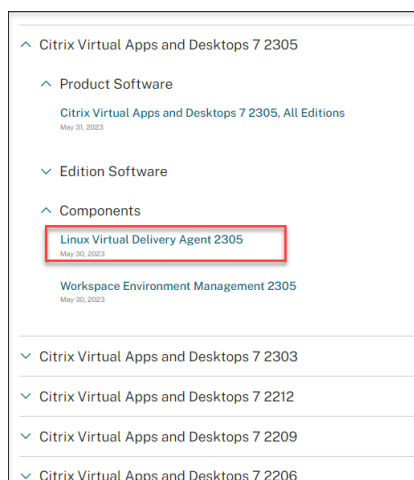 Citrix Virtual Apps and Desktops 7 2305
Product Software
Citrix Virtual Apps and Desktops 7 2305, All Editions
May 31, 2023
Edition Software
Components
Linux Virtual Delivery Agent 2305
May 30, 2023
Workspace Environment Management 2305
May 30, 2023
Citrix Virtual Apps and Desktops 7 2303
Citrix Virtual Apps and Desktops 7 2212
Citrix Virtual Apps and Desktops 7 2209
Citrix Virtual Apps and Desktops 7 2206